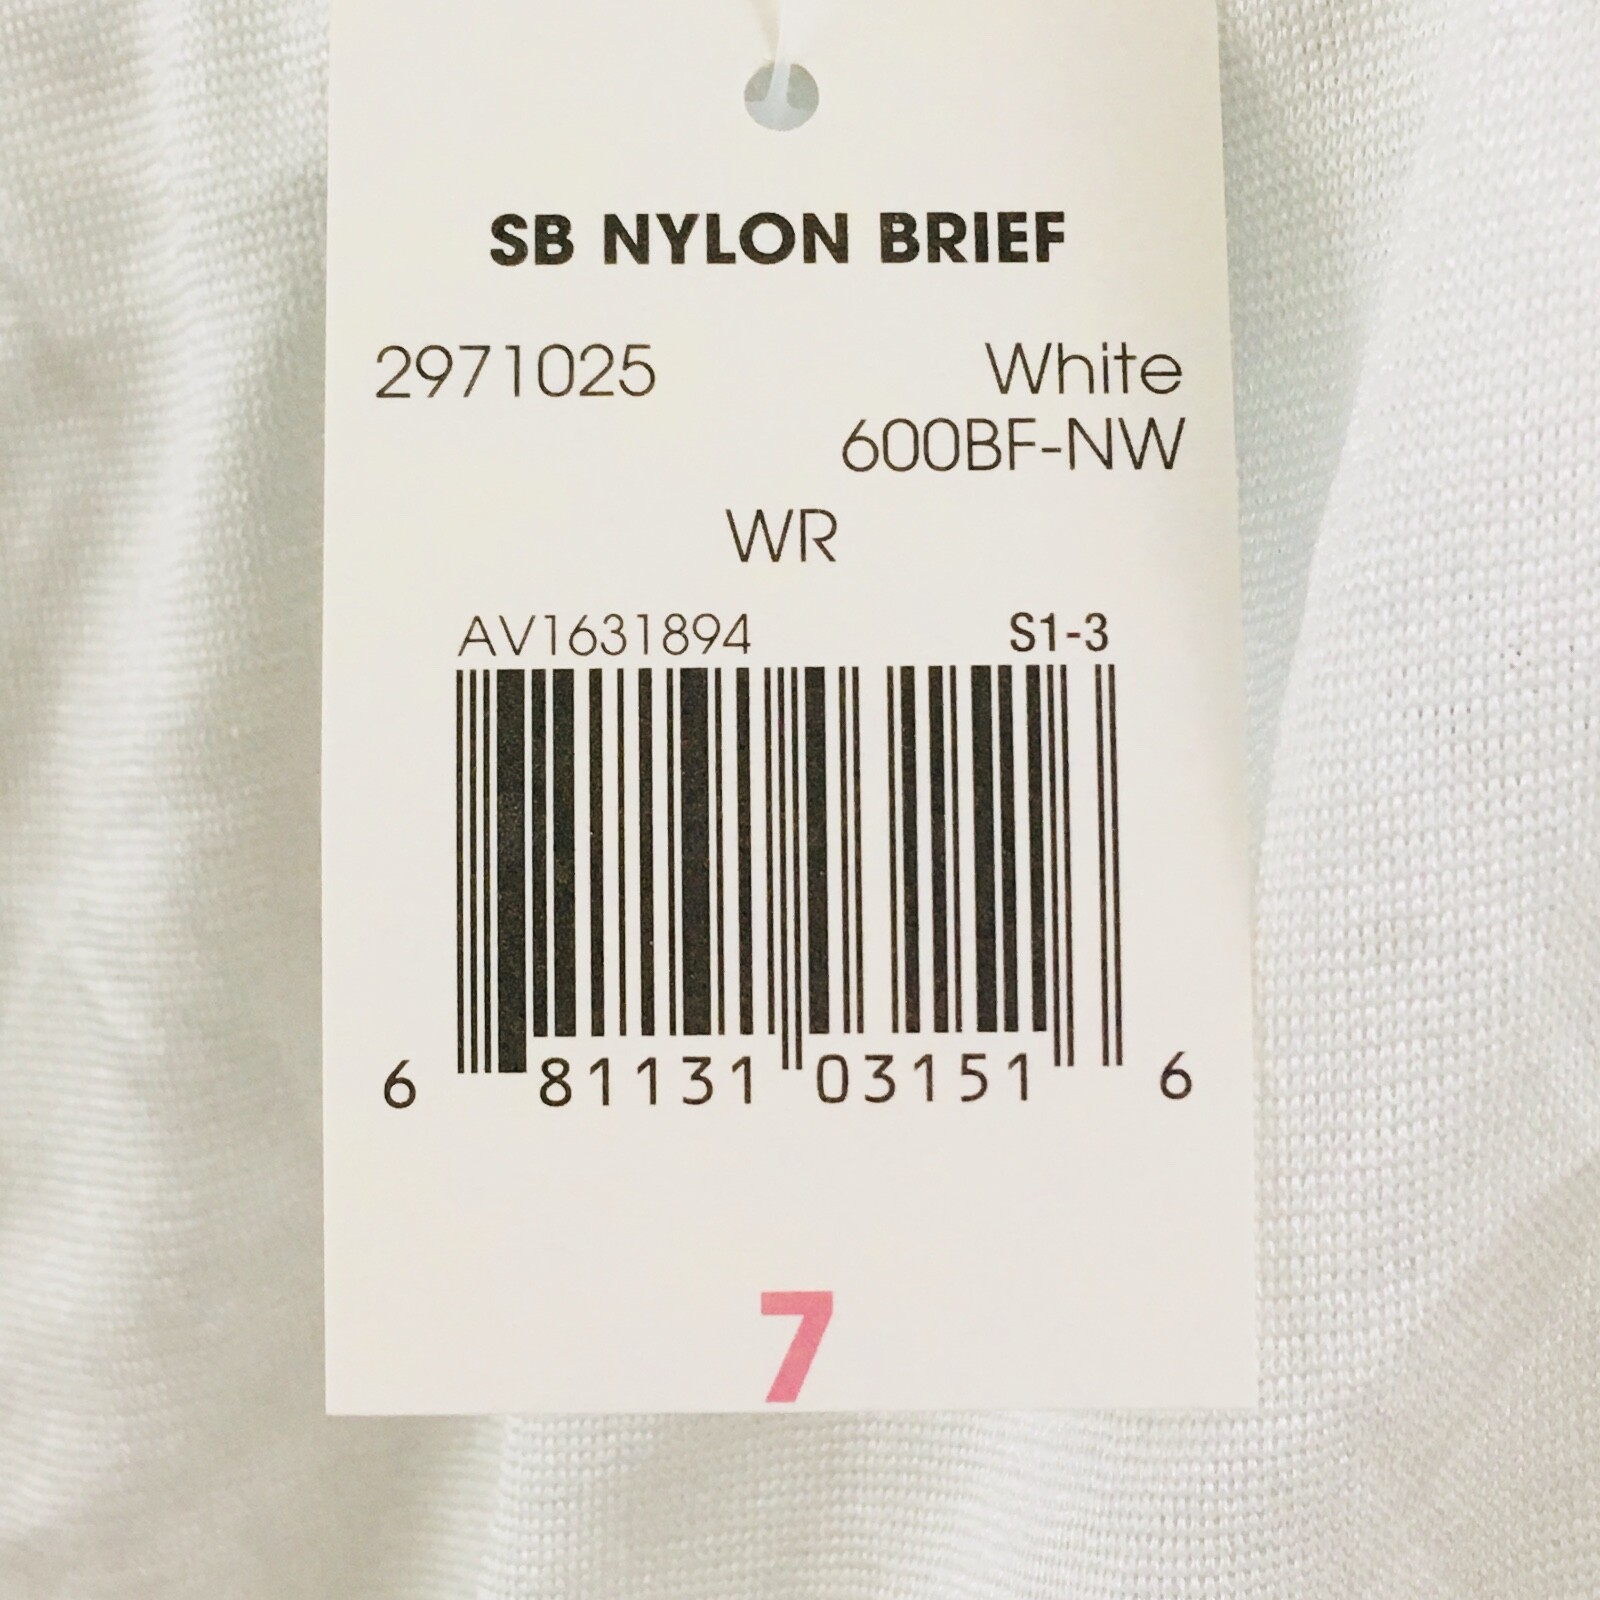 SB NYLON BRIEF
2971025 White
600BF-NW
WR
AV1631894 S1-3
6 81131 03151 6
7